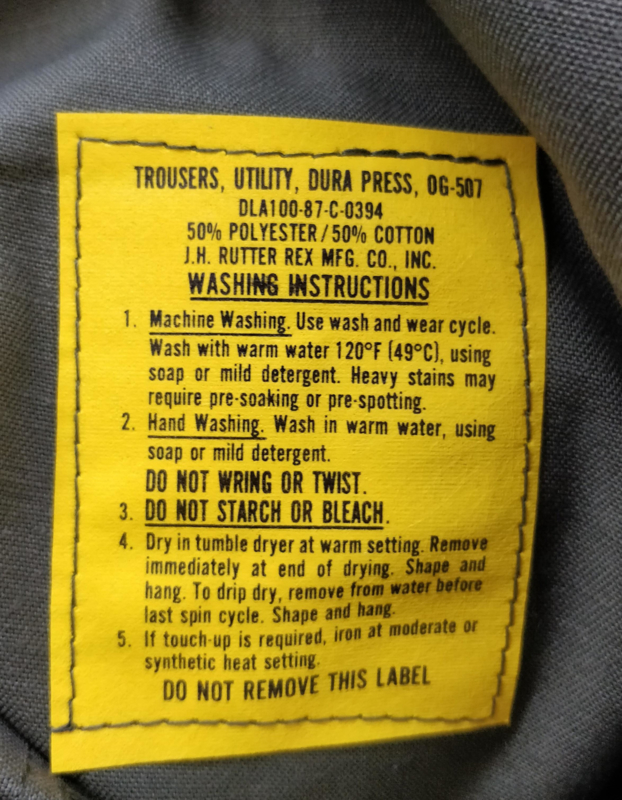 TROUSERS, UTILITY, DURA PRESS, OG-507
DLA100-87-C-0394
50% POLYESTER/50% COTTON
J.H. RUTTER REX MFG. CO., INC.
WASHING INSTRUCTIONS
1. Machine Washing. Use wash and wear cycle.
Wash with warm water 120°F (49°C), using
soap or mild detergent. Heavy stains may
require pre-soaking or pre-spotting.
2. Hand Washing. Wash in warm water, using
soap or mild detergent.
DO NOT WRING OR TWIST.
3. DO NOT STARCH OR BLEACH.
4. Dry in tumble dryer at warm setting. Remove
immediately at end of drying. Shape and
hang. To drip dry, remove from water before
last spin cycle. Shape and hang.
5. If touch-up is required, iron at moderate or
synthetic heat setting.
DO NOT REMOVE THIS LABEL